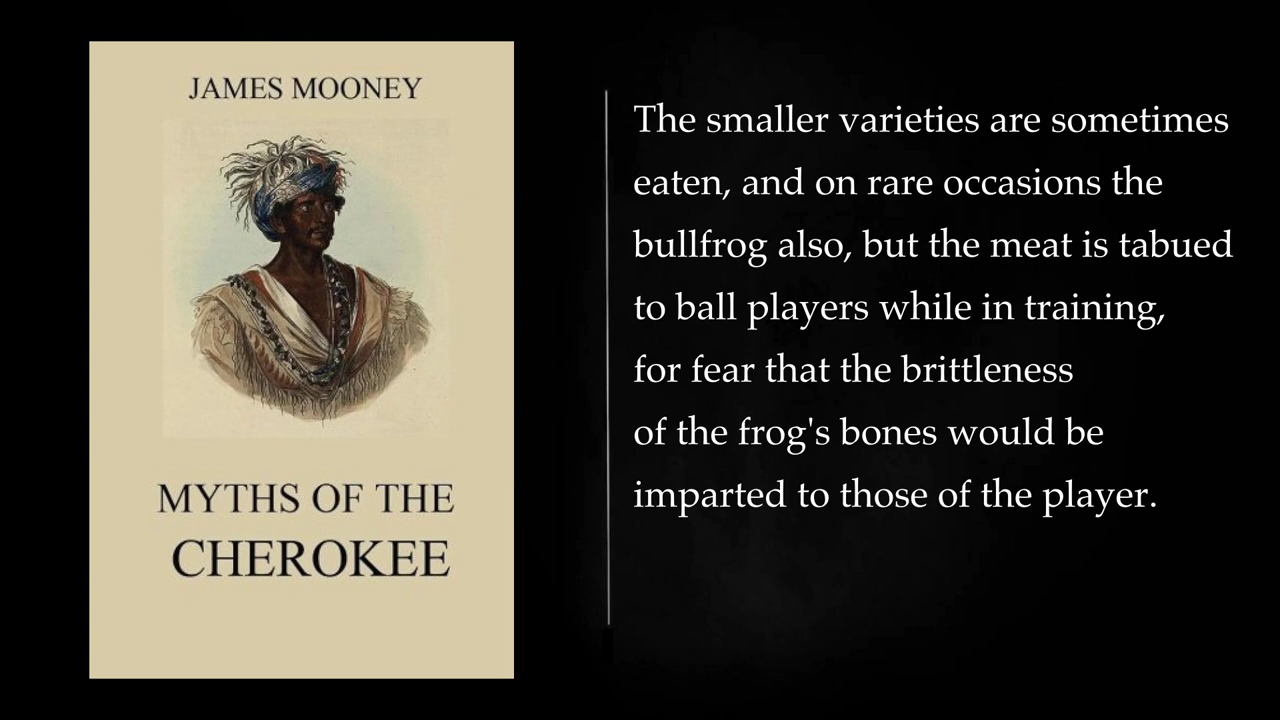 JAMES MOONEY
MYTHS OF THE
CHEROKEE
The smaller varieties are sometimes
eaten, and on rare occasions the
bullfrog also, but the meat is tabued
to ball players while in training,
for fear that the brittleness
of the frog's bones would be
imparted to those of the player.